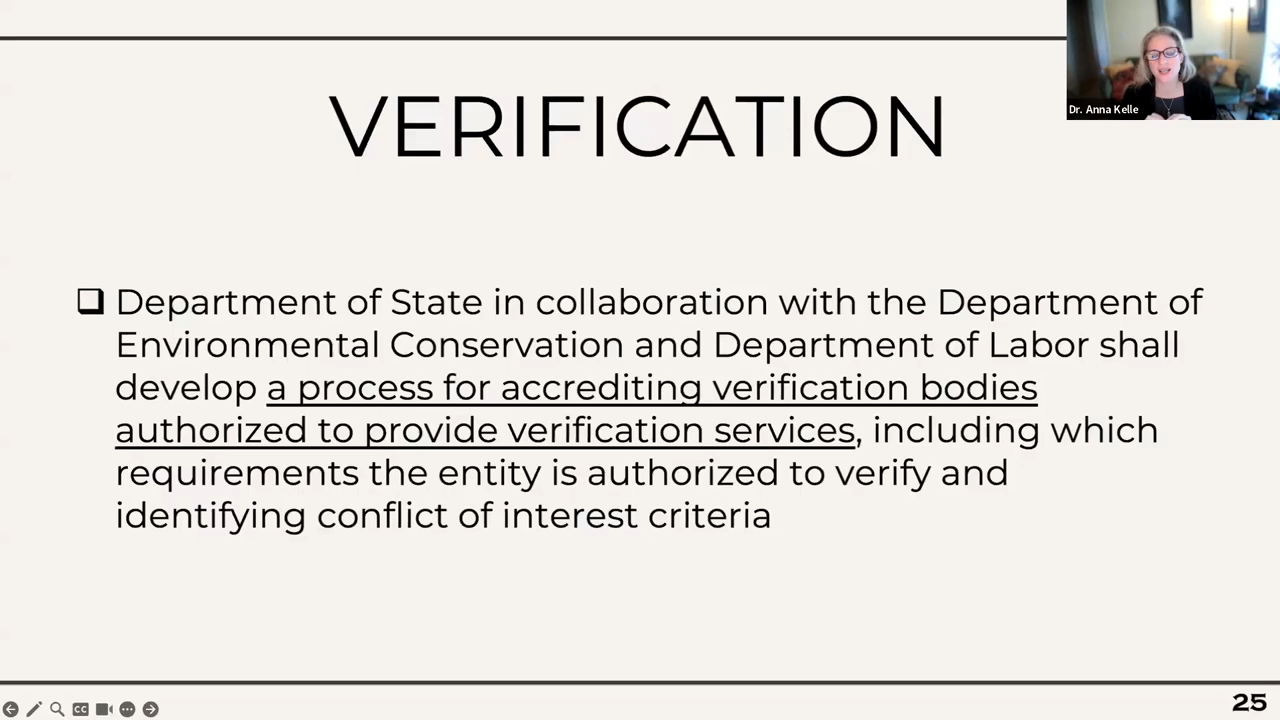 VERIFICATION
Dr. Anna Kelle
❑ Department of State in collaboration with the Department of
Environmental Conservation and Department of Labor shall
develop a process for accrediting verification bodies
authorized to provide verification services, including which
requirements the entity is authorized to verify and
identifying conflict of interest criteria
CC
25